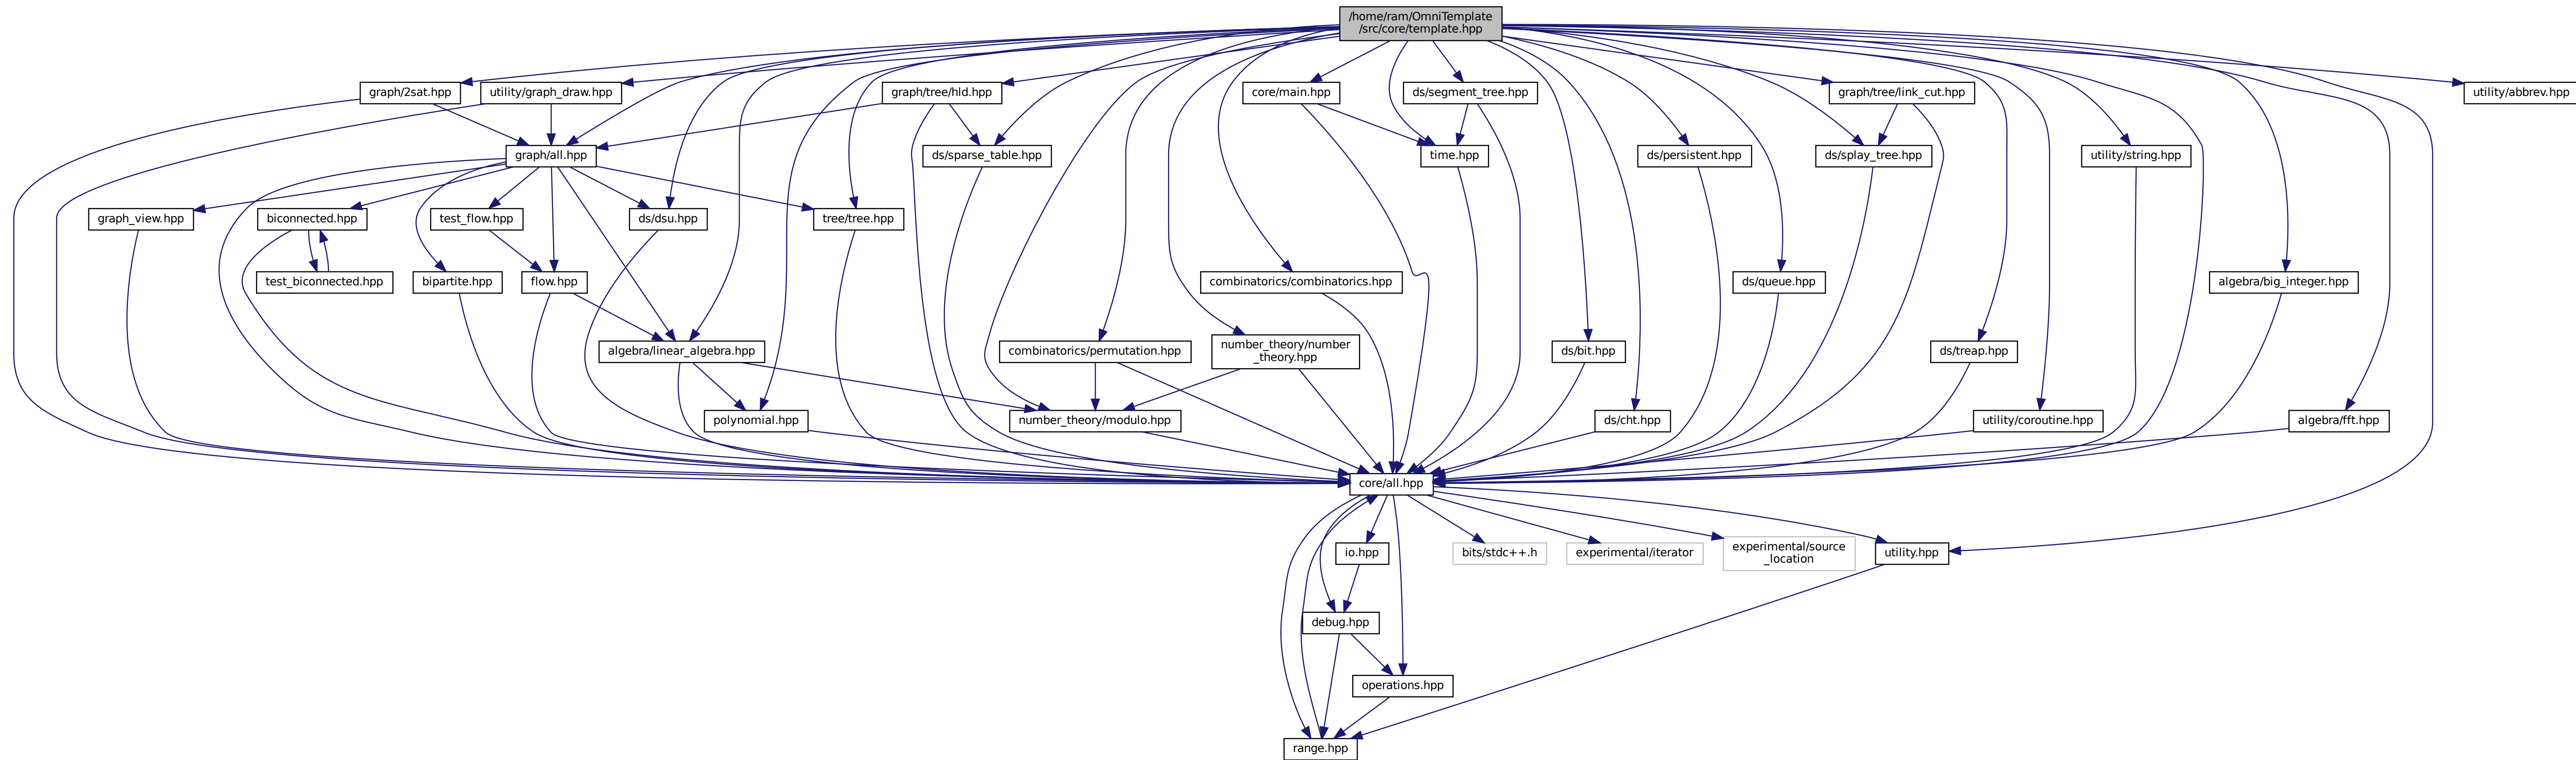 /home/ram/OmniTemplate
/src/core/template.hpp
graph/2sat.hpp
utility/graph_draw.hpp
graph/tree/hld.hpp
core/main.hpp
ds/segment_tree.hpp
graph/tree/link_cut.hpp
utility/abbrev.hpp
graph/all.hpp
ds/sparse_table.hpp
time.hpp
ds/persistent.hpp
ds/splay_tree.hpp
utility/string.hpp
graph_view.hpp
biconnected.hpp
test_flow.hpp
ds/dsu.hpp
tree/tree.hpp
test_biconnected.hpp
bipartite.hpp
flow.hpp
combinatorics/combinatorics.hpp
ds/queue.hpp
algebra/big_integer.hpp
algebra/linear_algebra.hpp
combinatorics/permutation.hpp
number_theory/number
_theory.hpp
ds/bit.hpp
ds/treap.hpp
polynomial.hpp
number_theory/modulo.hpp
ds/cht.hpp
utility/coroutine.hpp
algebra/fft.hpp
core/all.hpp
io.hpp
bits/stdc++.h
experimental/iterator
experimental/source
_location
utility.hpp
debug.hpp
operations.hpp
range.hpp